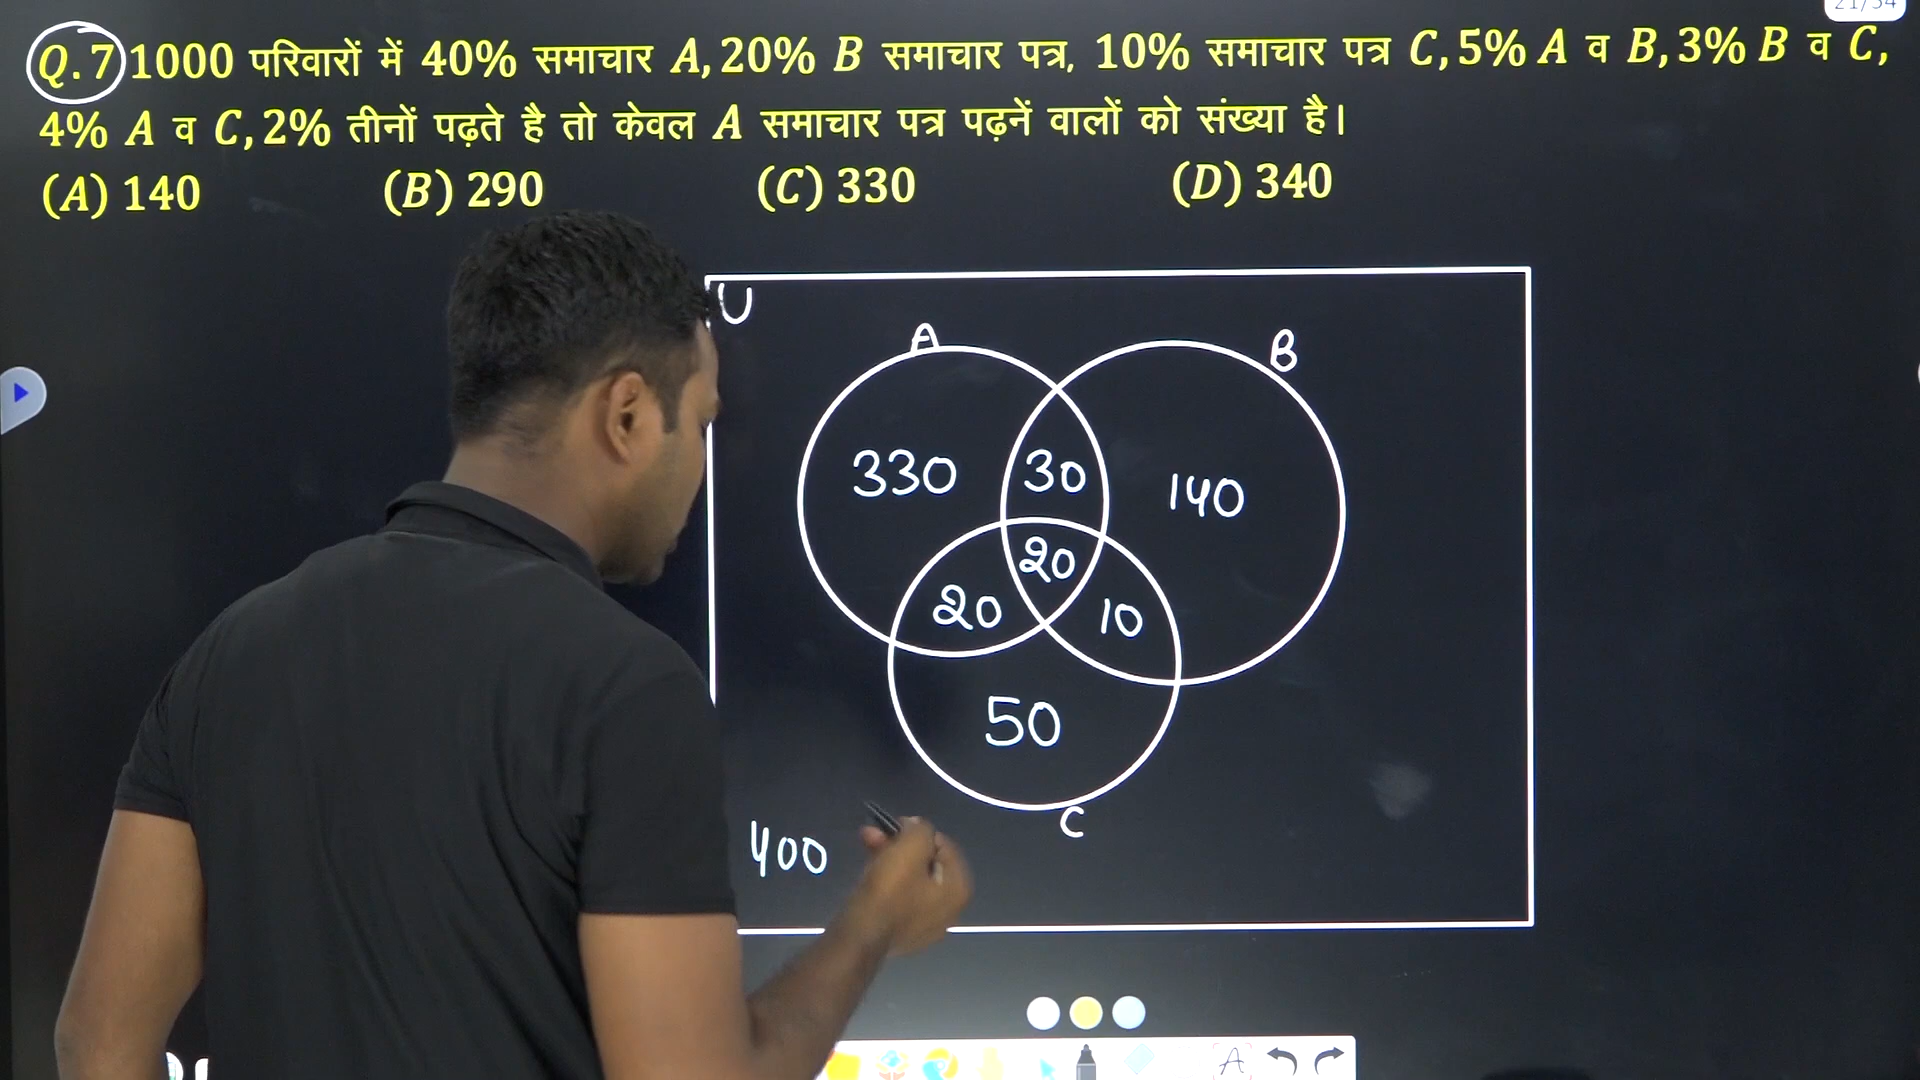 Q.7 1000 परिवारों में 40% समाचार A, 20% B समाचार पत्र, 10% समाचार पत्र C, 5% A व B, 3% B व C,
4% A व C, 2% तीनों पढ़ते है तो केवल A समाचार पत्र पढ़नें वालों को संख्या है।
(A) 140 (B) 290 (C) 330 (D) 340
U
A B
330 30 140
20
20 10
50
C
400
A